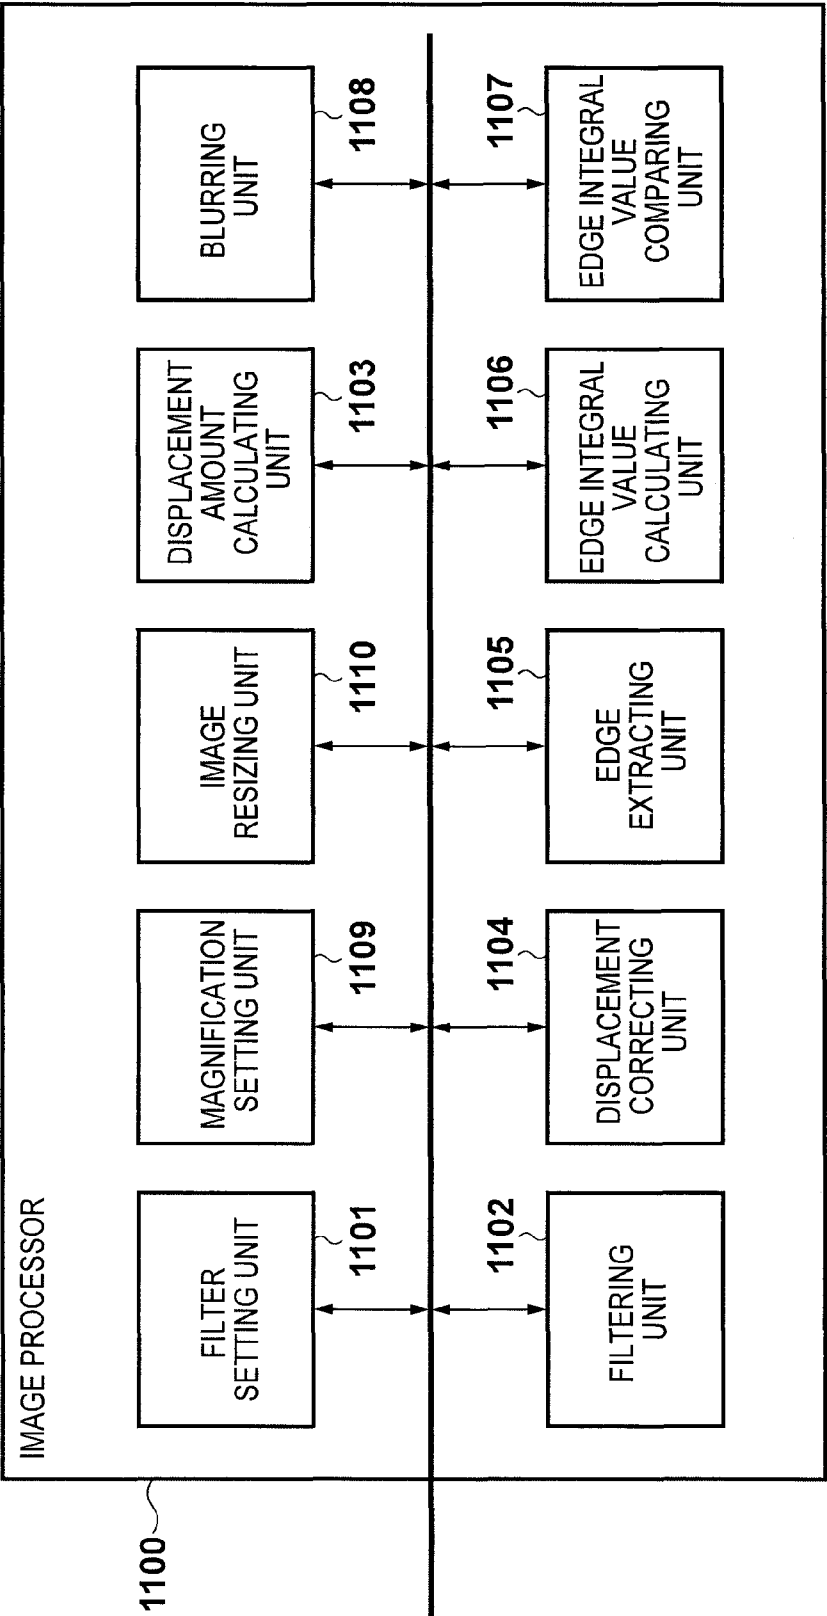 1100
IMAGE PROCESSOR
FILTER
SETTING UNIT
1101
MAGNIFICATION
SETTING UNIT
1109
IMAGE
RESIZING UNIT
1110
DISPLACEMENT
AMOUNT
CALCULATING
UNIT
1103
BLURRING
UNIT
1108
1102
FILTERING
UNIT
1104
DISPLACEMENT
CORRECTING
UNIT
1105
EDGE
EXTRACTING
UNIT
1106
EDGE INTEGRAL
VALUE
CALCULATING
UNIT
1107
EDGE INTEGRAL
VALUE
COMPARING
UNIT